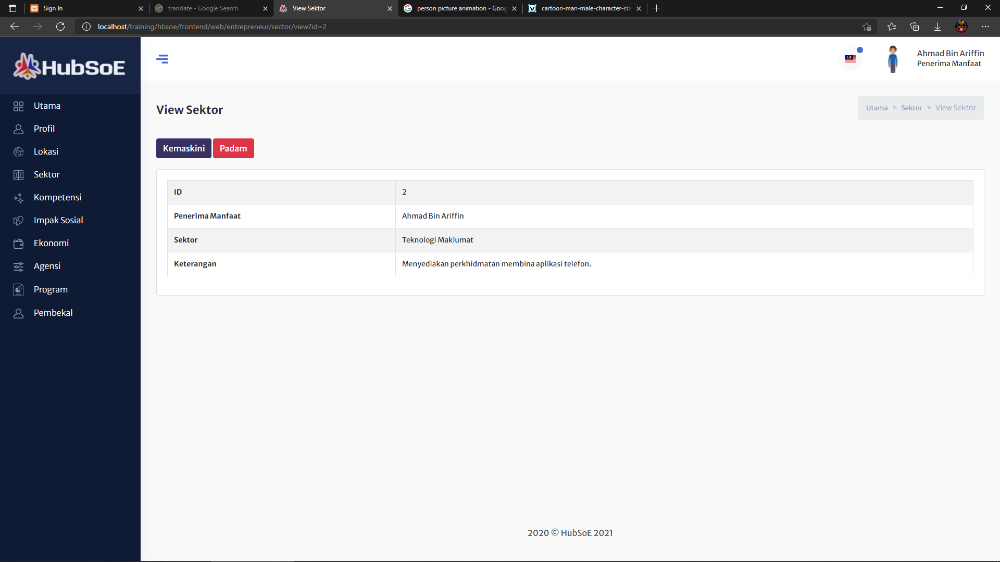 Sign In
translate - Google Search
View Sektor
person picture animation - Goog
cartoon-man-male-character-sta
localhost/training/hbsoe/frontend/web/entrepreneur/sector/view?id=2
HubSoE
Ahmad Bin Ariffin
Penerima Manfaat
Utama
Profil
Lokasi
Sektor
Kompetensi
Impak Sosial
Ekonomi
Agensi
Program
Pembekal
View Sektor
Utama > Sektor > View Sektor
Kemaskini Padam
ID 2
Penerima Manfaat Ahmad Bin Ariffin
Sektor Teknologi Maklumat
Keterangan Menyediakan perkhidmatan membina aplikasi telefon.
2020 © HubSoE 2021